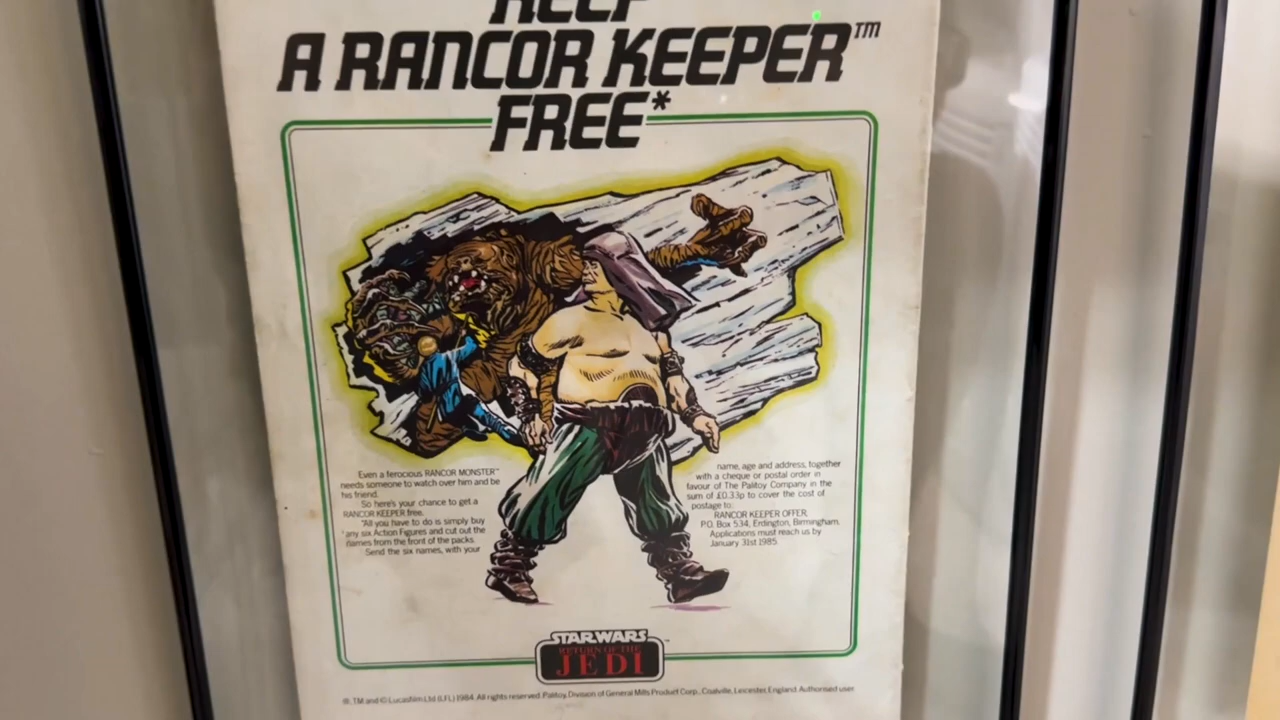 KEEP
A RANCOR KEEPER™
FREE*
Even a ferocious RANCOR MONSTER™
needs someone to watch over him and be
his friend.
So here's your chance to get a
RANCOR KEEPER free.
*All you have to do is simply buy
any six Action Figures and cut out the
names from the front of the packs.
Send the six names, with your
name, age and address, together
with a cheque or postal order in
favour of The Palitoy Company in the
sum of £0.33p to cover the cost of
postage to:
RANCOR KEEPER OFFER,
P.O. Box 534, Erdington, Birmingham.
Applications must reach us by
January 31st 1985.
STAR WARS™
RETURN OF THE
JEDI
®, TM and © Lucasfilm Ltd (LFL) 1984. All rights reserved. Palitoy, Division of General Mills Product Corp., Coalville, Leicester, England. Authorised user